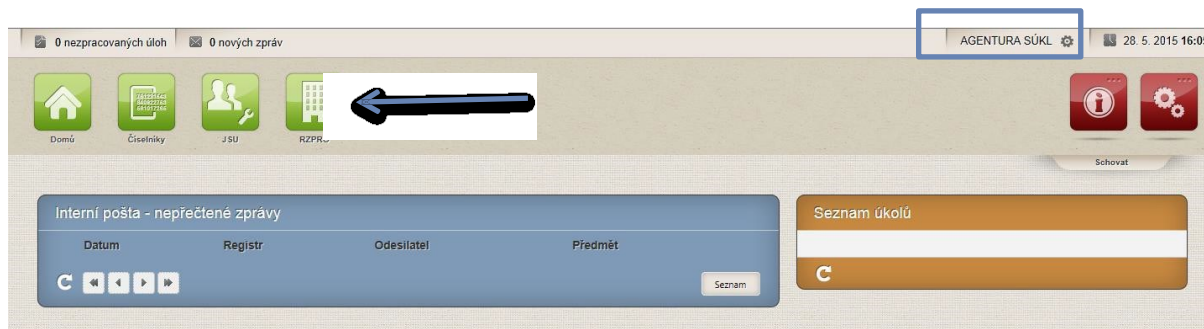 0 nezpracovaných úloh 0 nových zpráv AGENTURA SÚKL 28. 5. 2015 16:05
Domů Číselníky JSU RZPRO
Schovat
Interní pošta - nepřečtené zprávy
Datum Registr Odesilatel Předmět
Seznam
Seznam úkolů